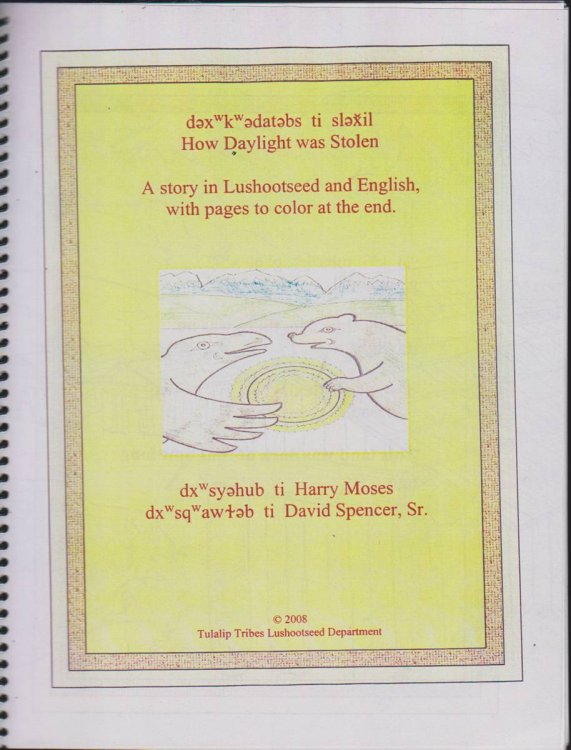 dəxʷkʷədatəbs ti sləx̌il
How Daylight was Stolen
A story in Lushootseed and English,
with pages to color at the end.
dxʷsyəhub ti Harry Moses
dxʷsqʷawɬəb ti David Spencer, Sr.
© 2008
Tulalip Tribes Lushootseed Department